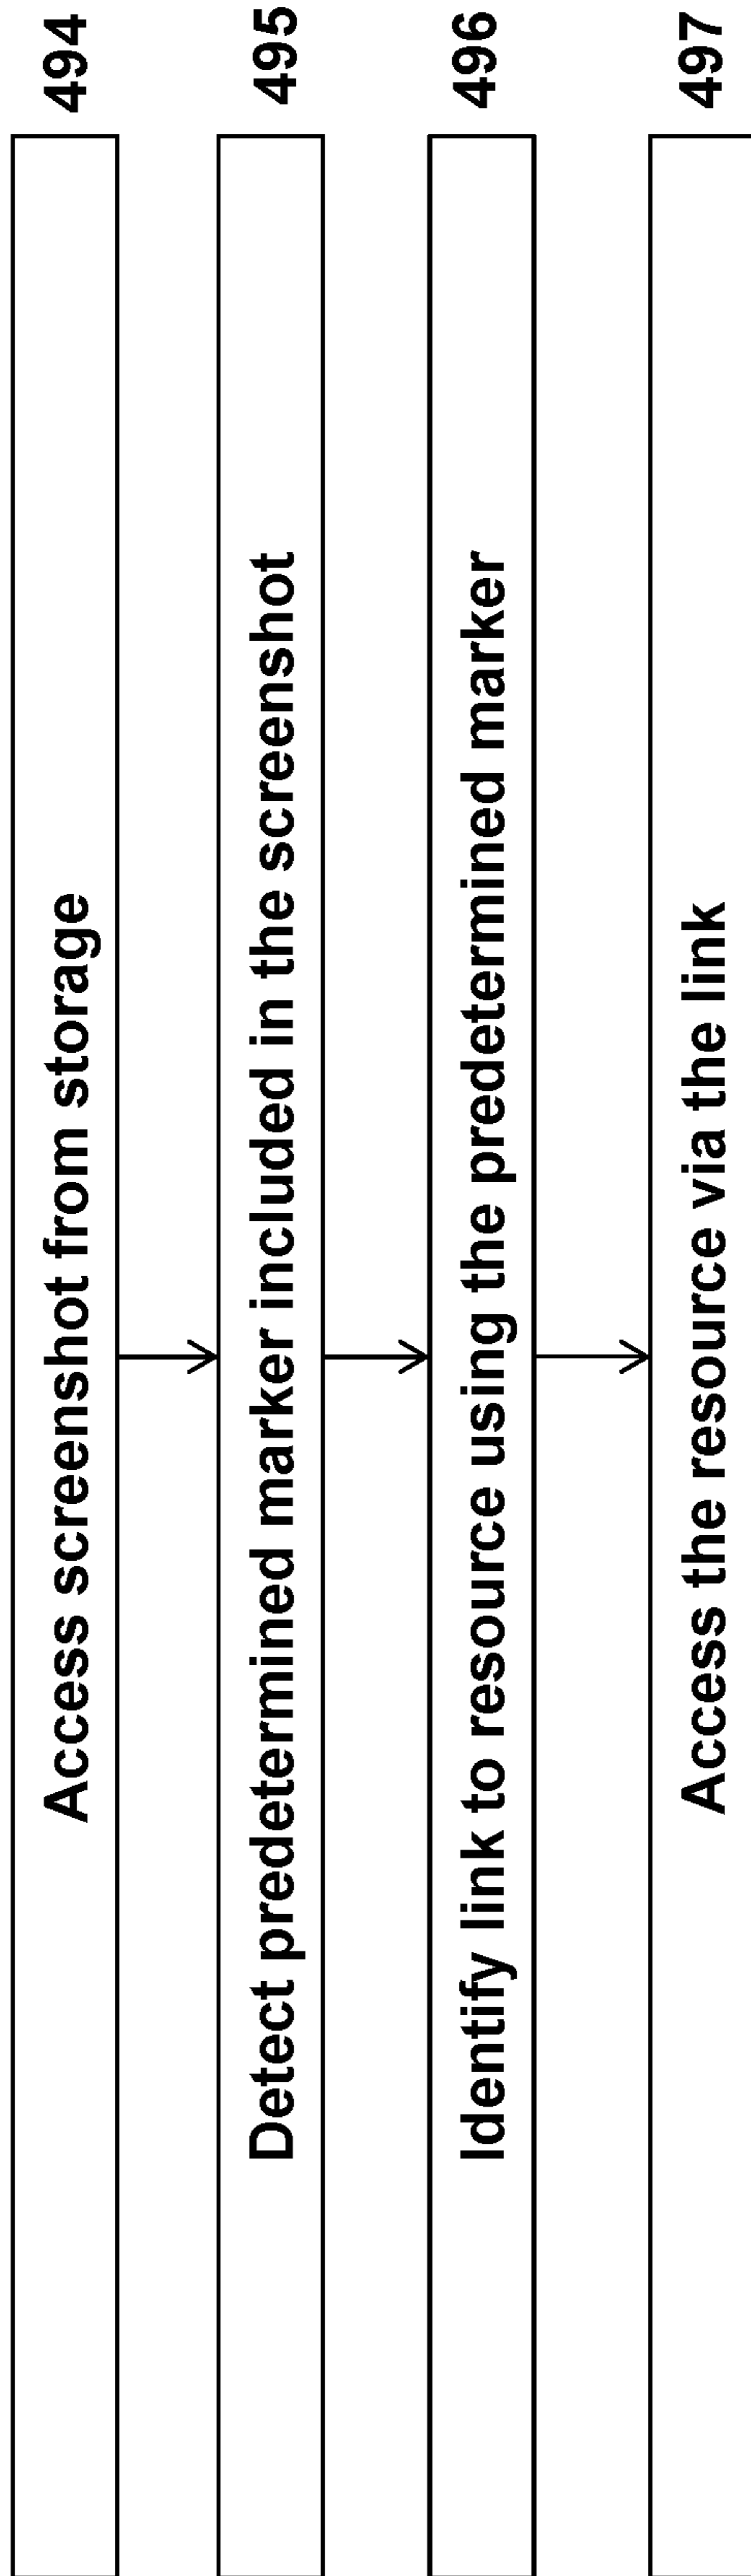 Access screenshot from storage
494
Detect predetermined marker included in the screenshot
495
Identify link to resource using the predetermined marker
496
Access the resource via the link
497